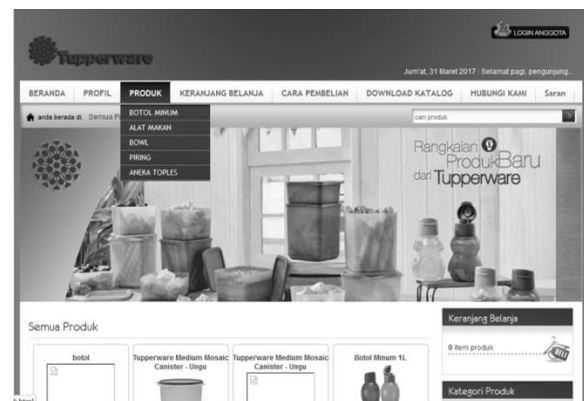 LOGIN ANGGOTA
Tupperware
Jum'at, 31 Maret 2017 Selamat pagi, pengunjung...
BERANDA PROFIL PRODUK KERANJANG BELANJA CARA PEMBELIAN DOWNLOAD KATALOG HUBUNGI KAMI Saran
anda berada di: Semua P
cari produk
BOTOL MINUM
ALAT MAKAN
BOWL
PIRING
ANEKA TOPLES
Rangkaian
ProdukBaru
dari Tupperware
Semua Produk
botol
Tupperware Medium Mosaic
Canister - Ungu
Tupperware Medium Mosaic
Canister - Ungu
Botol Minum 1L
Keranjang Belanja
0 item produk
BELI
Kategori Produk